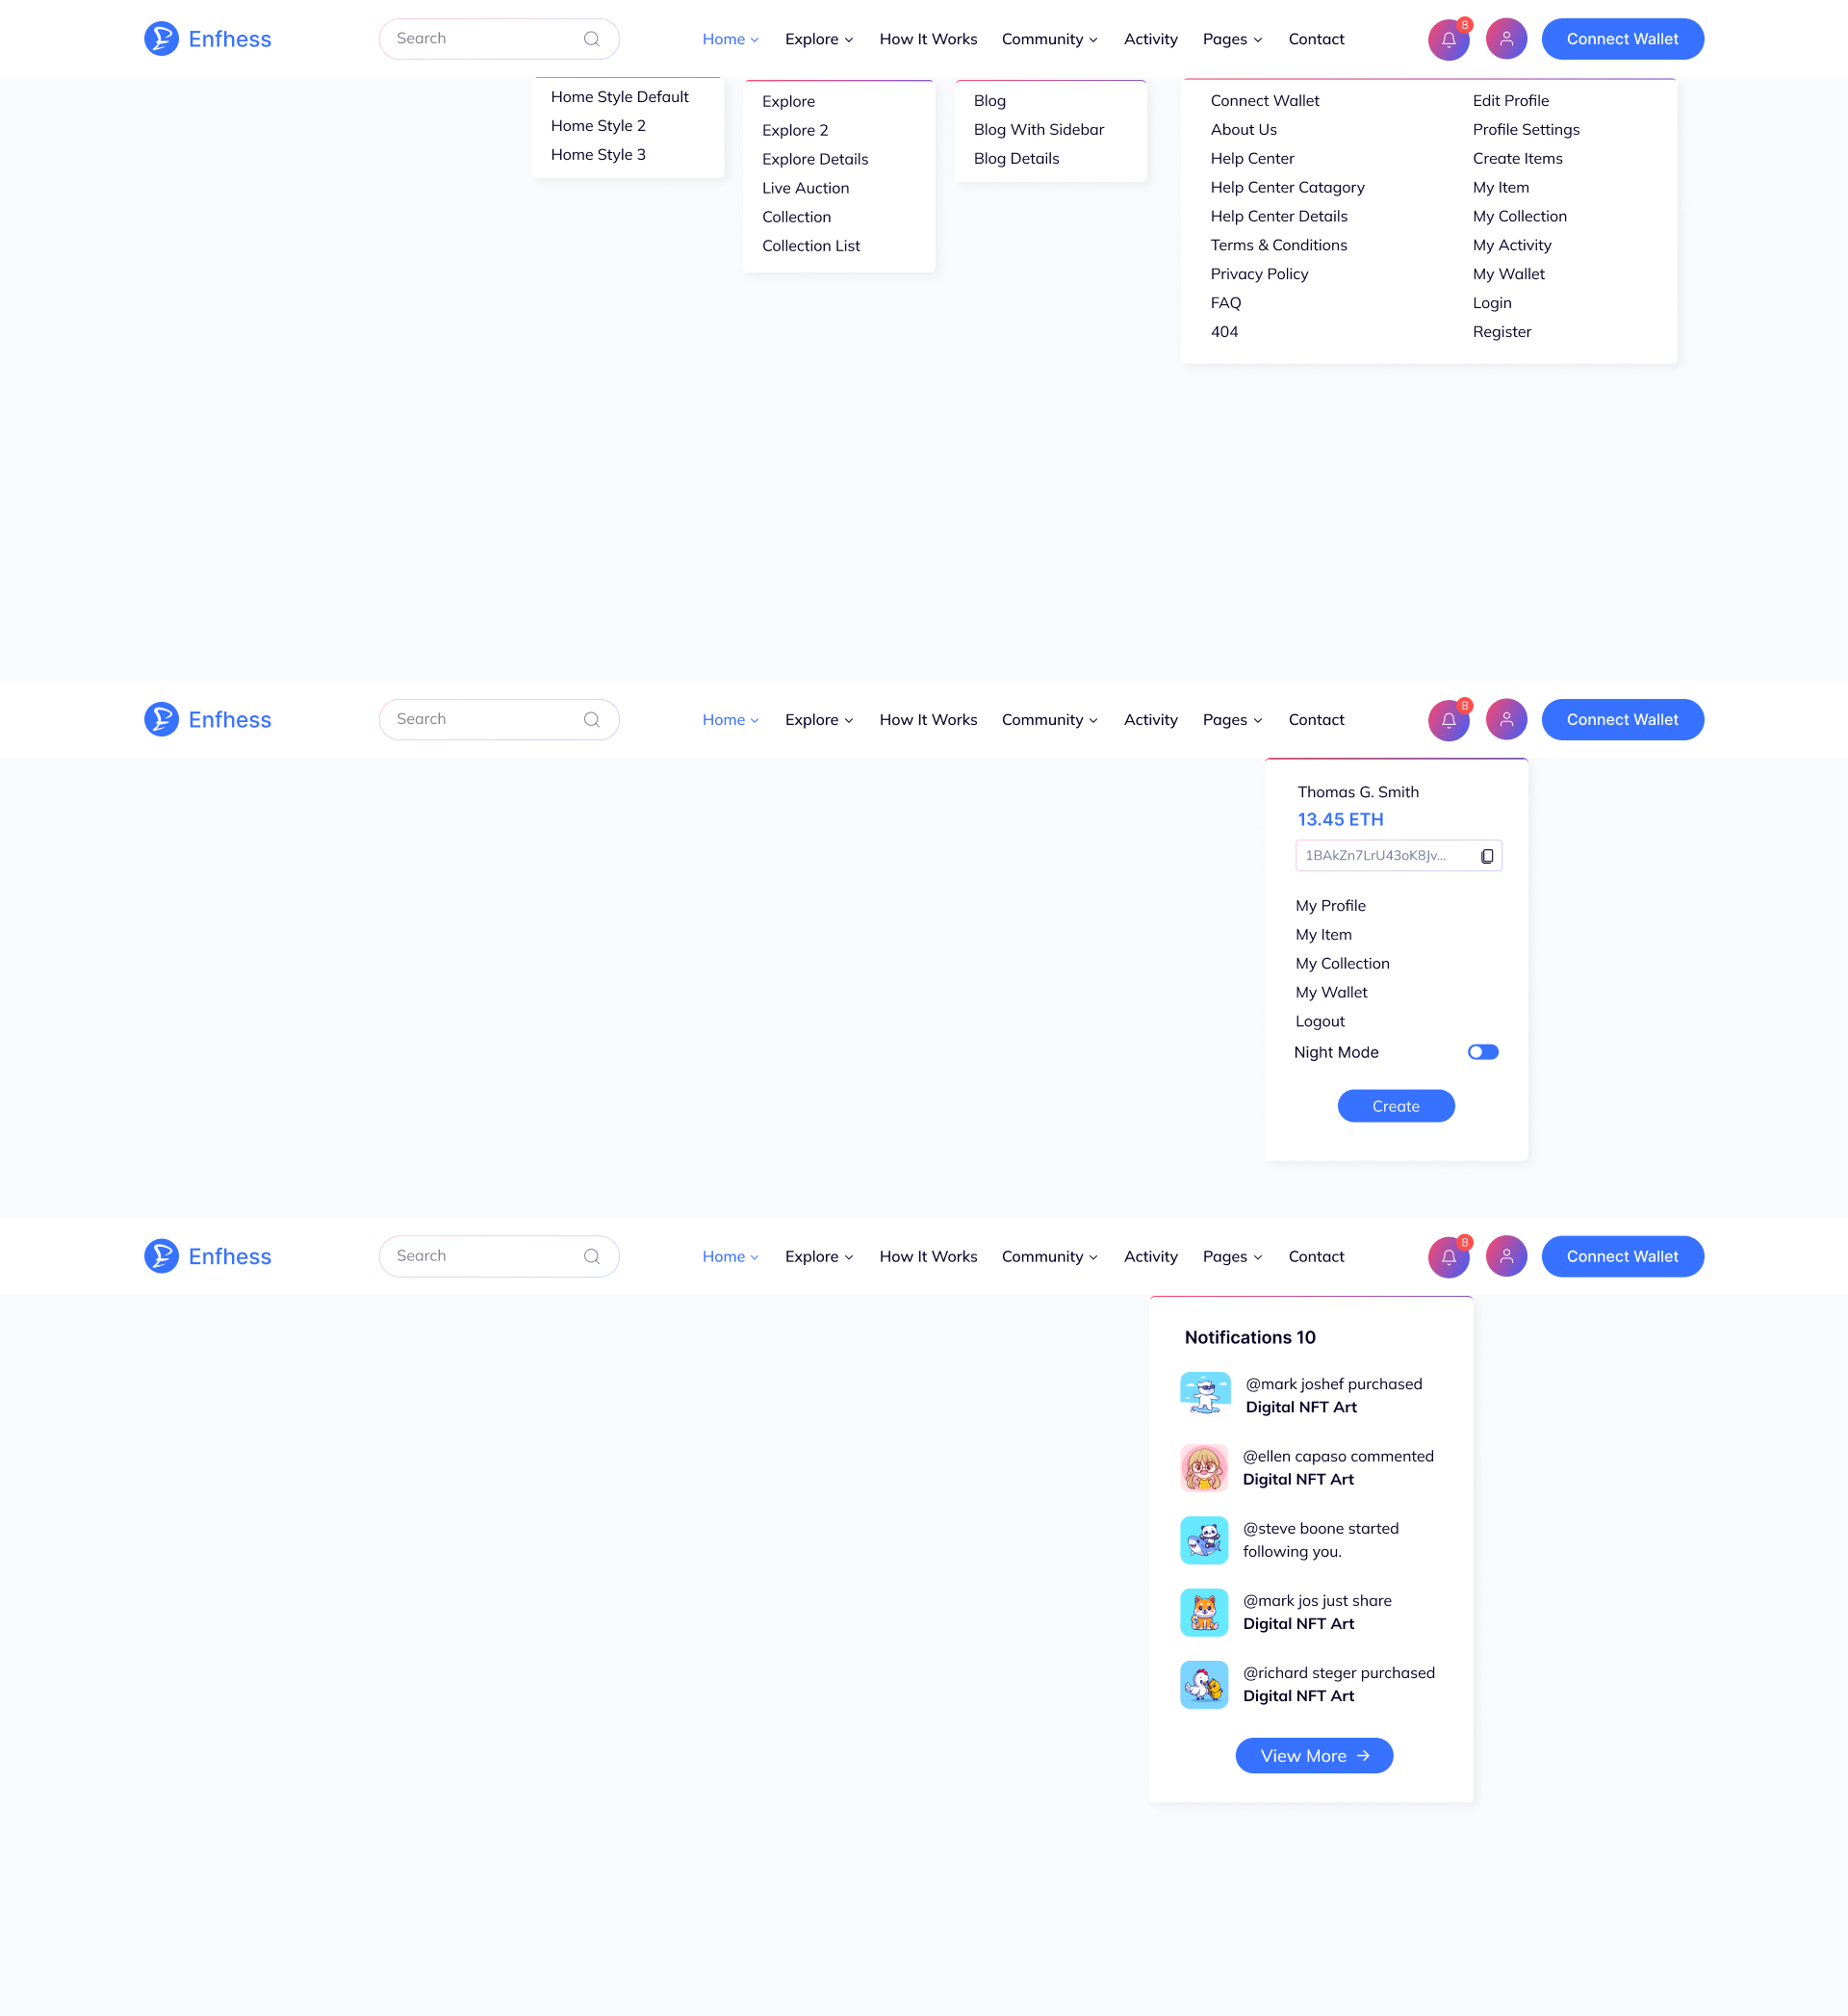 Enfhess
Search
Home
Explore
How It Works
Community
Activity
Pages
Contact
8
Connect Wallet
Home Style Default
Home Style 2
Home Style 3
Explore
Explore 2
Explore Details
Live Auction
Collection
Collection List
Blog
Blog With Sidebar
Blog Details
Connect Wallet
About Us
Help Center
Help Center Catagory
Help Center Details
Terms & Conditions
Privacy Policy
FAQ
404
Edit Profile
Profile Settings
Create Items
My Item
My Collection
My Activity
My Wallet
Login
Register
Enfhess
Search
Home
Explore
How It Works
Community
Activity
Pages
Contact
8
Connect Wallet
Thomas G. Smith
13.45 ETH
1BAkZn7LrU43oK8Jv...
My Profile
My Item
My Collection
My Wallet
Logout
Night Mode
Create
Enfhess
Search
Home
Explore
How It Works
Community
Activity
Pages
Contact
8
Connect Wallet
Notifications 10
@mark joshef purchased
Digital NFT Art
@ellen capaso commented
Digital NFT Art
@steve boone started
following you.
@mark jos just share
Digital NFT Art
@richard steger purchased
Digital NFT Art
View More